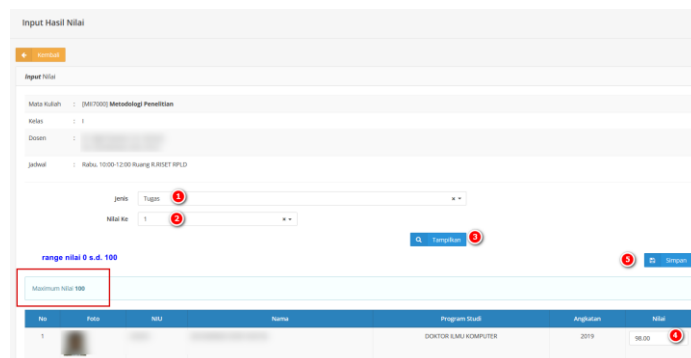 Input Hasil Nilai
Kembali
Input Nilai
Mata Kuliah : [MII7000] Metodologi Penelitian
Kelas : I
Dosen :
Jadwal : Rabu, 10:00-12:00 Ruang R.RISET RPLD
Jenis Tugas 1
Nilai Ke 1 2
Tampilkan 3
range nilai 0 s.d. 100
5 Simpan
Maximum Nilai 100
No Foto NIU Nama Program Studi Angkatan Nilai
1 DOKTOR ILMU KOMPUTER 2019 98.00 4